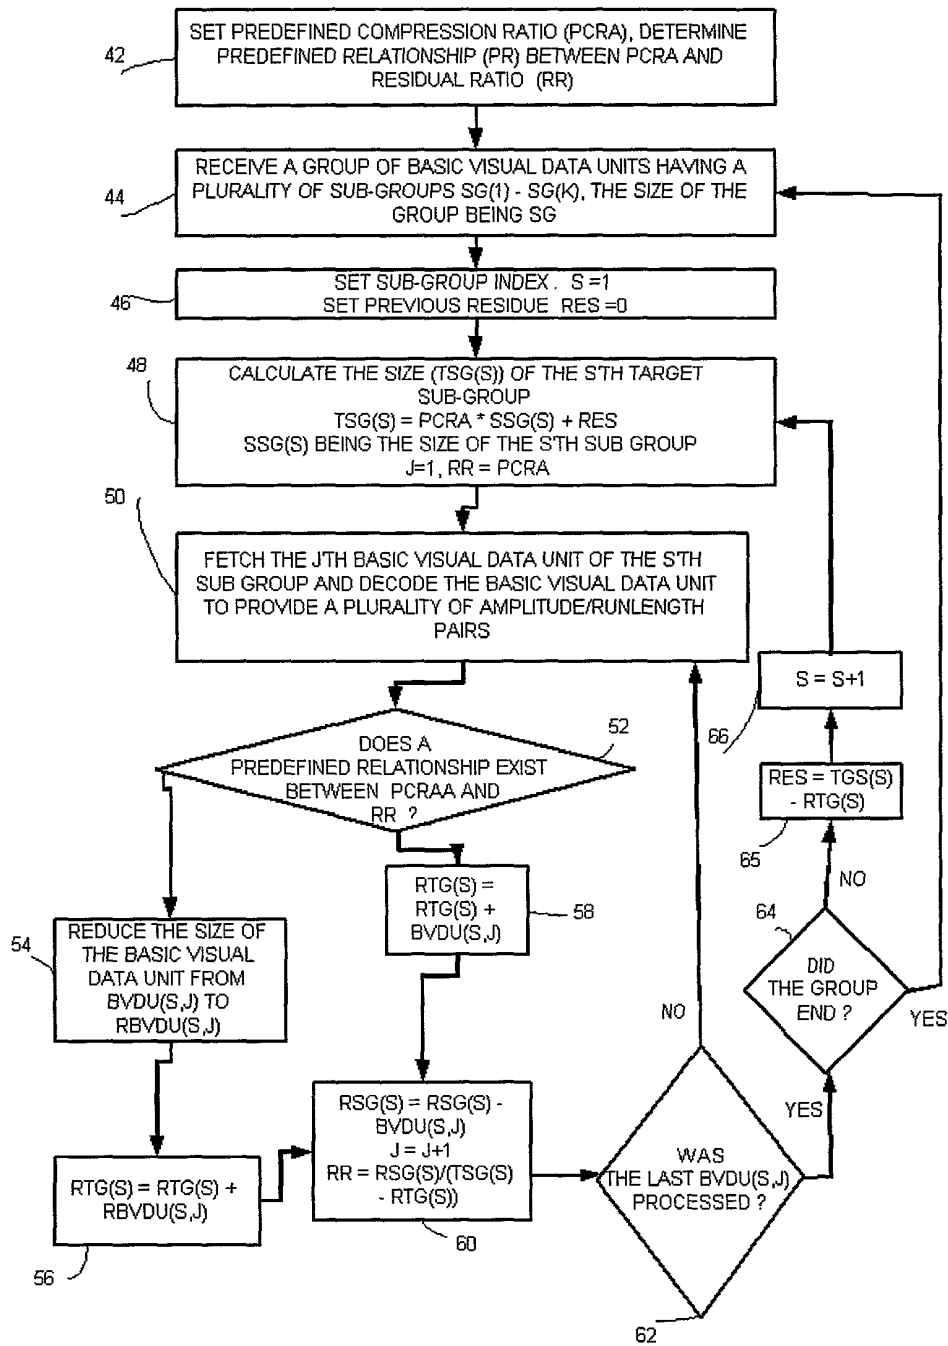 SET PREDEFINED COMPRESSION RATIO (PCRA), DETERMINE
PREDEFINED RELATIONSHIP (PR) BETWEEN PCRA AND
RESIDUAL RATIO (RR)
42
RECEIVE A GROUP OF BASIC VISUAL DATA UNITS HAVING A
PLURALITY OF SUB-GROUPS SG(1) - SG(K), THE SIZE OF THE
GROUP BEING SG
44
SET SUB-GROUP INDEX. S =1
SET PREVIOUS RESIDUE RES =0
46
CALCULATE THE SIZE (TSG(S)) OF THE S'TH TARGET
SUB-GROUP
TSG(S) = PCRA * SSG(S) + RES
SSG(S) BEING THE SIZE OF THE S'TH SUB GROUP
J=1, RR = PCRA
48
50
FETCH THE J'TH BASIC VISUAL DATA UNIT OF THE S'TH
SUB GROUP AND DECODE THE BASIC VISUAL DATA UNIT
TO PROVIDE A PLURALITY OF AMPLITUDE/RUNLENGTH
PAIRS
S = S+1
66
DOES A
PREDEFINED RELATIONSHIP EXIST
BETWEEN PCRAA AND
RR ?
52
RES = TGS(S)
- RTG(S)
65
RTG(S) =
RTG(S) +
BVDU(S,J)
58
NO
64
DID
THE GROUP
END ?
YES
54
REDUCE THE SIZE OF
THE BASIC VISUAL
DATA UNIT FROM
BVDU(S,J) TO
RBVDU(S,J)
NO
YES
RSG(S) = RSG(S) -
BVDU(S,J)
J = J+1
RR = RSG(S)/(TSG(S)
- RTG(S))
60
WAS
THE LAST BVDU(S,J)
PROCESSED ?
62
RTG(S) = RTG(S) +
RBVDU(S,J)
56